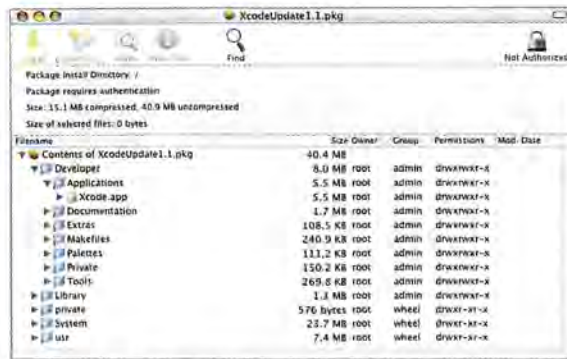 XcodeUpdate1.1.pkg
Find
Not Authorized
Package Install Directory: /
Package requires authentication
Size: 15.1 MB compressed, 40.9 MB uncompressed
Size of selected files: 0 bytes
Filename Size Owner Group Permissions Mod. Date
Contents of XcodeUpdate1.1.pkg 40.4 MB
Developer 8.0 MB root admin drwxrwxr-x
Applications 5.5 MB root admin drwxrwxr-x
Xcode.app 5.5 MB root admin drwxrwxr-x
Documentation 1.7 MB root admin drwxrwxr-x
Extras 108.5 KB root admin drwxrwxr-x
Makefiles 240.9 KB root admin drwxrwxr-x
Palettes 111.2 KB root admin drwxrwxr-x
Private 150.2 KB root admin drwxrwxr-x
Tools 269.8 KB root admin drwxrwxr-x
Library 1.3 MB root admin drwxrwxr-x
private 576 bytes root wheel drwxr-xr-x
System 23.7 MB root wheel drwxr-xr-x
usr 7.4 MB root wheel drwxr-xr-x